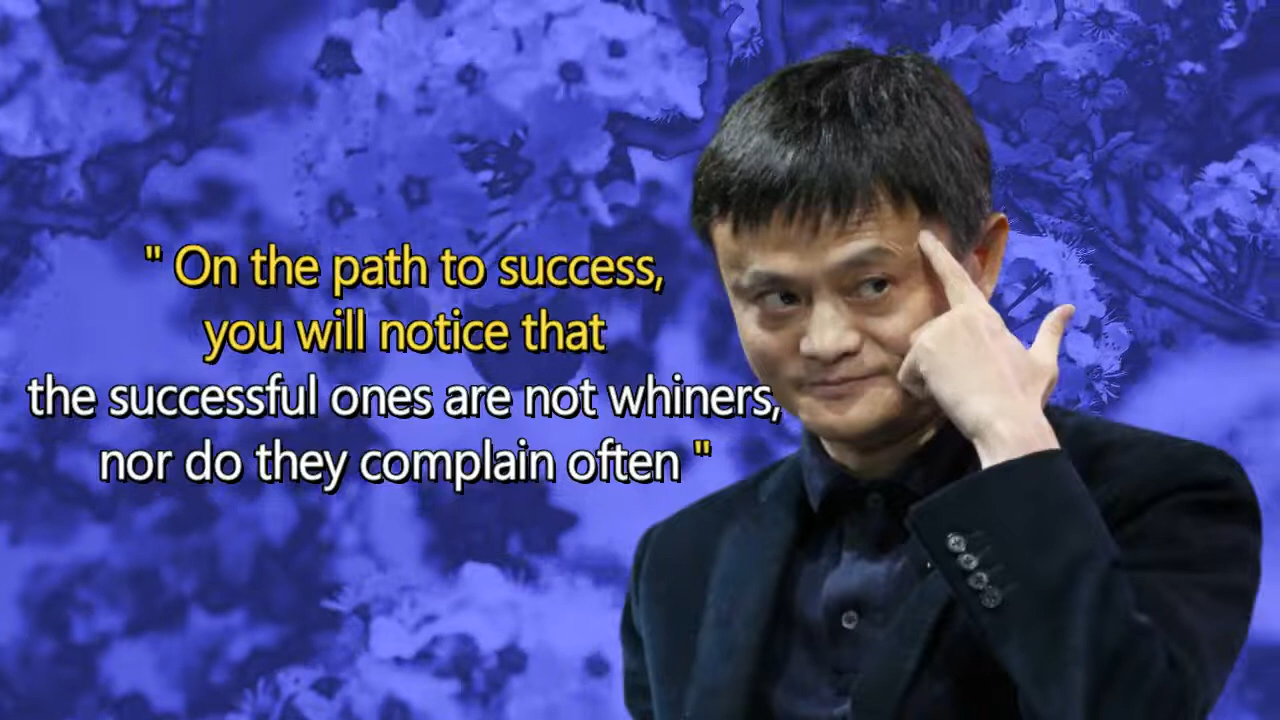 " On the path to success,
you will notice that
the successful ones are not whiners,
nor do they complain often "